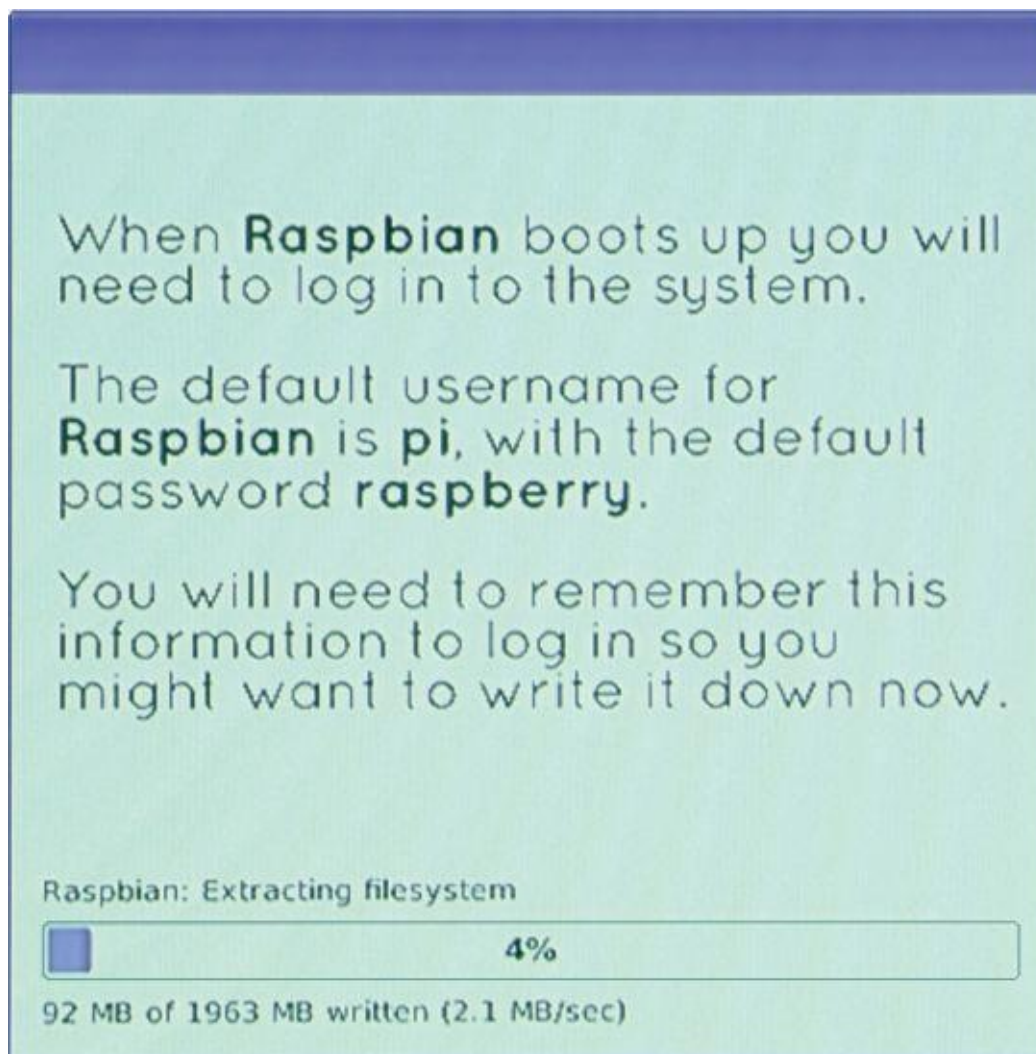 When Raspbian boots up you will
need to log in to the system.
The default username for
Raspbian is pi, with the default
password raspberry.
You will need to remember this
information to log in so you
might want to write it down now.
Raspbian: Extracting filesystem
4%
92 MB of 1963 MB written (2.1 MB/sec)